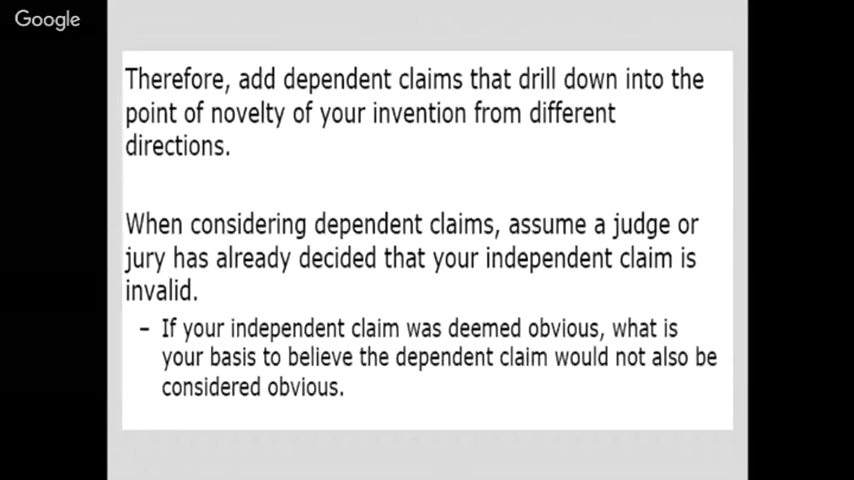 Google
Therefore, add dependent claims that drill down into the
point of novelty of your invention from different
directions.
When considering dependent claims, assume a judge or
jury has already decided that your independent claim is
invalid.
– If your independent claim was deemed obvious, what is
your basis to believe the dependent claim would not also be
considered obvious.